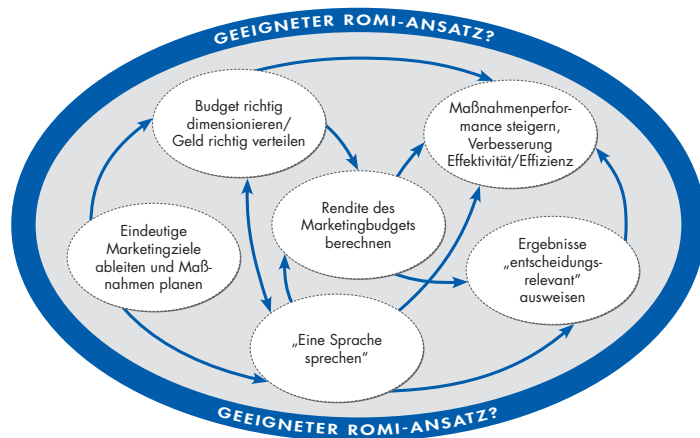 GEEIGNETER ROMI-ANSATZ?
Budget richtig
dimensionieren/
Geld richtig verteilen
Maßnahmenperfor-
mance steigern,
Verbesserung
Effektivität/Effizienz
Rendite des
Marketingbudgets
berechnen
Eindeutige
Marketingziele
ableiten und Maß-
nahmen planen
Ergebnisse
„entscheidungs-
relevant“
ausweisen
„Eine Sprache
sprechen“
GEEIGNETER ROMI-ANSATZ?